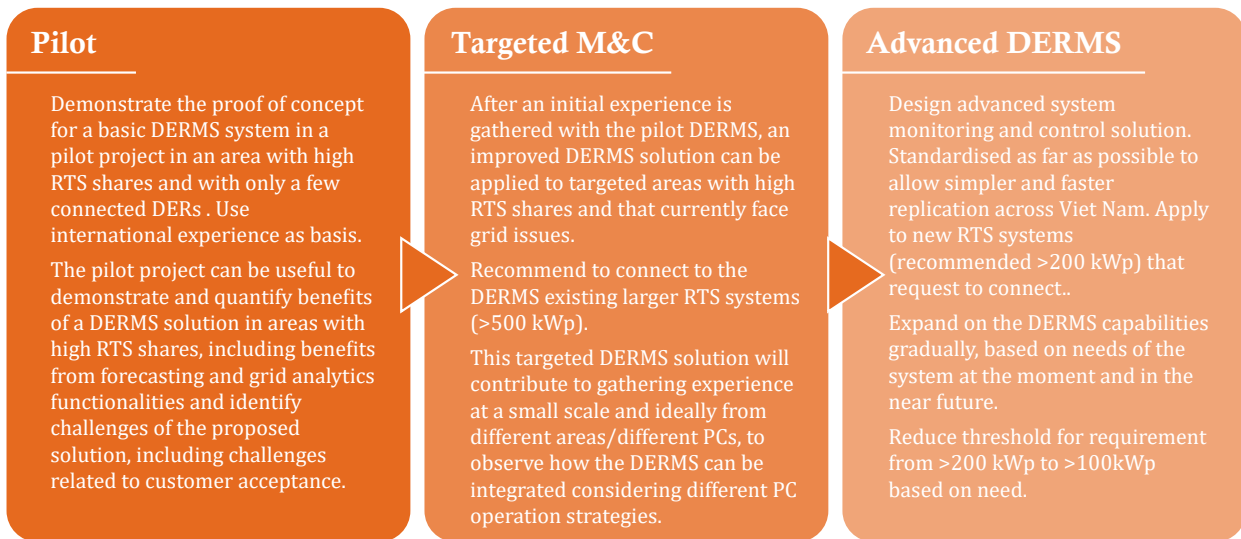 Pilot
Demonstrate the proof of concept
for a basic DERMS system in a
pilot project in an area with high
RTS shares and with only a few
connected DERs . Use
international experience as basis.
The pilot project can be useful to
demonstrate and quantify benefits
of a DERMS solution in areas with
high RTS shares, including benefits
from forecasting and grid analytics
functionalities and identify
challenges of the proposed
solution, including challenges
related to customer acceptance.
Targeted M&C
After an initial experience is
gathered with the pilot DERMS, an
improved DERMS solution can be
applied to targeted areas with high
RTS shares and that currently face
grid issues.
Recommend to connect to the
DERMS existing larger RTS systems
(>500 kWp).
This targeted DERMS solution will
contribute to gathering experience
at a small scale and ideally from
different areas/different PCs, to
observe how the DERMS can be
integrated considering different PC
operation strategies.
Advanced DERMS
Design advanced system
monitoring and control solution.
Standardised as far as possible to
allow simpler and faster
replication across Viet Nam. Apply
to new RTS systems
(recommended >200 kWp) that
request to connect..
Expand on the DERMS capabilities
gradually, based on needs of the
system at the moment and in the
near future.
Reduce threshold for requirement
from >200 kWp to >100kWp
based on need.